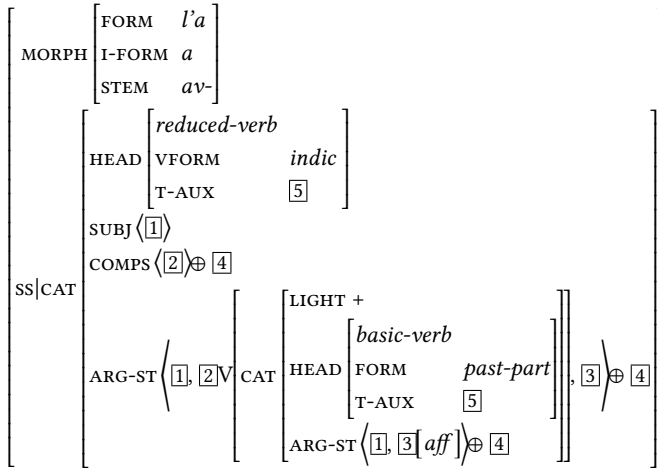 FORM l’a
MORPH I-FORM a
STEM av-
reduced-verb
HEAD VFORM indic
T-AUX 5
SUBJ ⟨1⟩
COMPS ⟨2⟩⊕ 4
SS|CAT
LIGHT +
basic-verb
ARG-ST ⟨1, 2V CAT HEAD FORM past-part , 3⟩⊕ 4
T-AUX 5
ARG-ST ⟨1, 3[aff]⟩⊕ 4